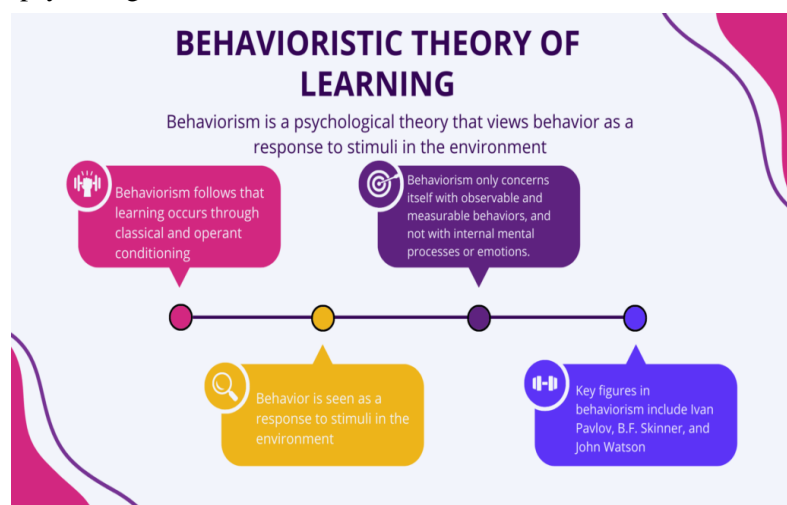 BEHAVIORISTIC THEORY OF
LEARNING
Behaviorism is a psychological theory that views behavior as a
response to stimuli in the environment
Behaviorism follows that
learning occurs through
classical and operant
conditioning
Behaviorism only concerns
itself with observable and
measurable behaviors, and
not with internal mental
processes or emotions.
Behavior is seen as a
response to stimuli in the
environment
Key figures in
behaviorism include Ivan
Pavlov, B.F. Skinner, and
John Watson